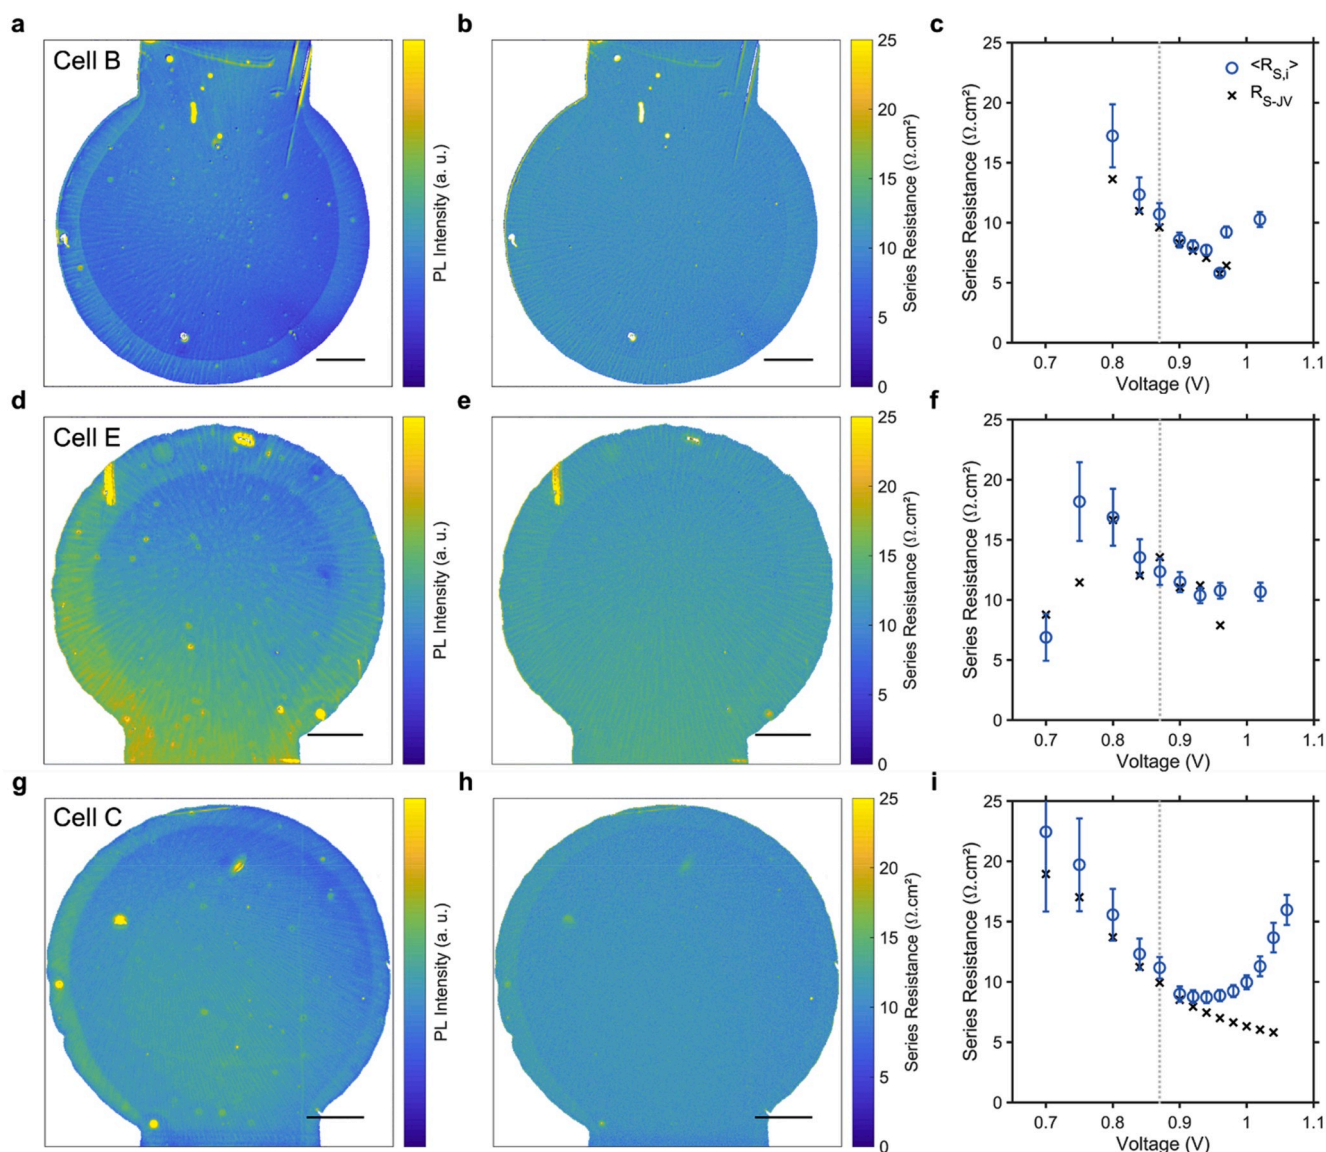 a
b
c
Cell B
PL Intensity (a. u.)
25
20
15
10
5
0
Series Resistance (Ω.cm²)
25
20
15
10
5
0
Series Resistance (Ω.cm²)
<R_S,i>
R_S-JV
0.7 0.8 0.9 1 1.1
Voltage (V)
d
e
f
Cell E
PL Intensity (a. u.)
25
20
15
10
5
0
Series Resistance (Ω.cm²)
25
20
15
10
5
0
Series Resistance (Ω.cm²)
0.7 0.8 0.9 1 1.1
Voltage (V)
g
h
i
Cell C
PL Intensity (a. u.)
25
20
15
10
5
0
Series Resistance (Ω.cm²)
25
20
15
10
5
0
Series Resistance (Ω.cm²)
0.7 0.8 0.9 1 1.1
Voltage (V)